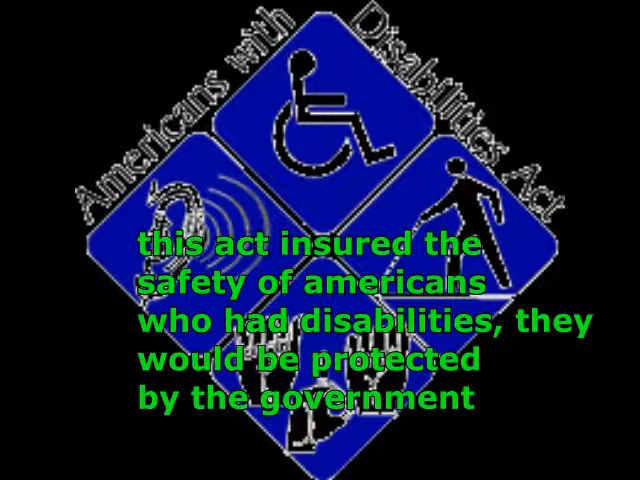 Americans with Disabilities Act
this act insured the
safety of americans
who had disabilities, they
would be protected
by the government